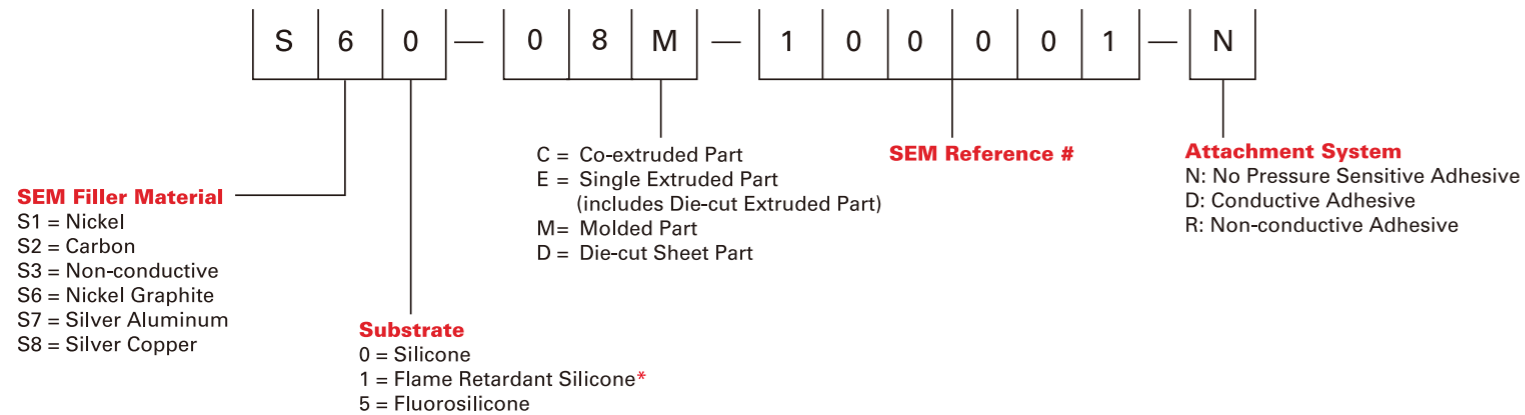 S 6 0 — 0 8 M — 1 0 0 0 0 1 — N
SEM Filler Material
S1 = Nickel
S2 = Carbon
S3 = Non-conductive
S6 = Nickel Graphite
S7 = Silver Aluminum
S8 = Silver Copper
Substrate
0 = Silicone
1 = Flame Retardant Silicone*
5 = Fluorosilicone
C = Co-extruded Part
E = Single Extruded Part
(includes Die-cut Extruded Part)
M= Molded Part
D = Die-cut Sheet Part
SEM Reference #
Attachment System
N: No Pressure Sensitive Adhesive
D: Conductive Adhesive
R: Non-conductive Adhesive